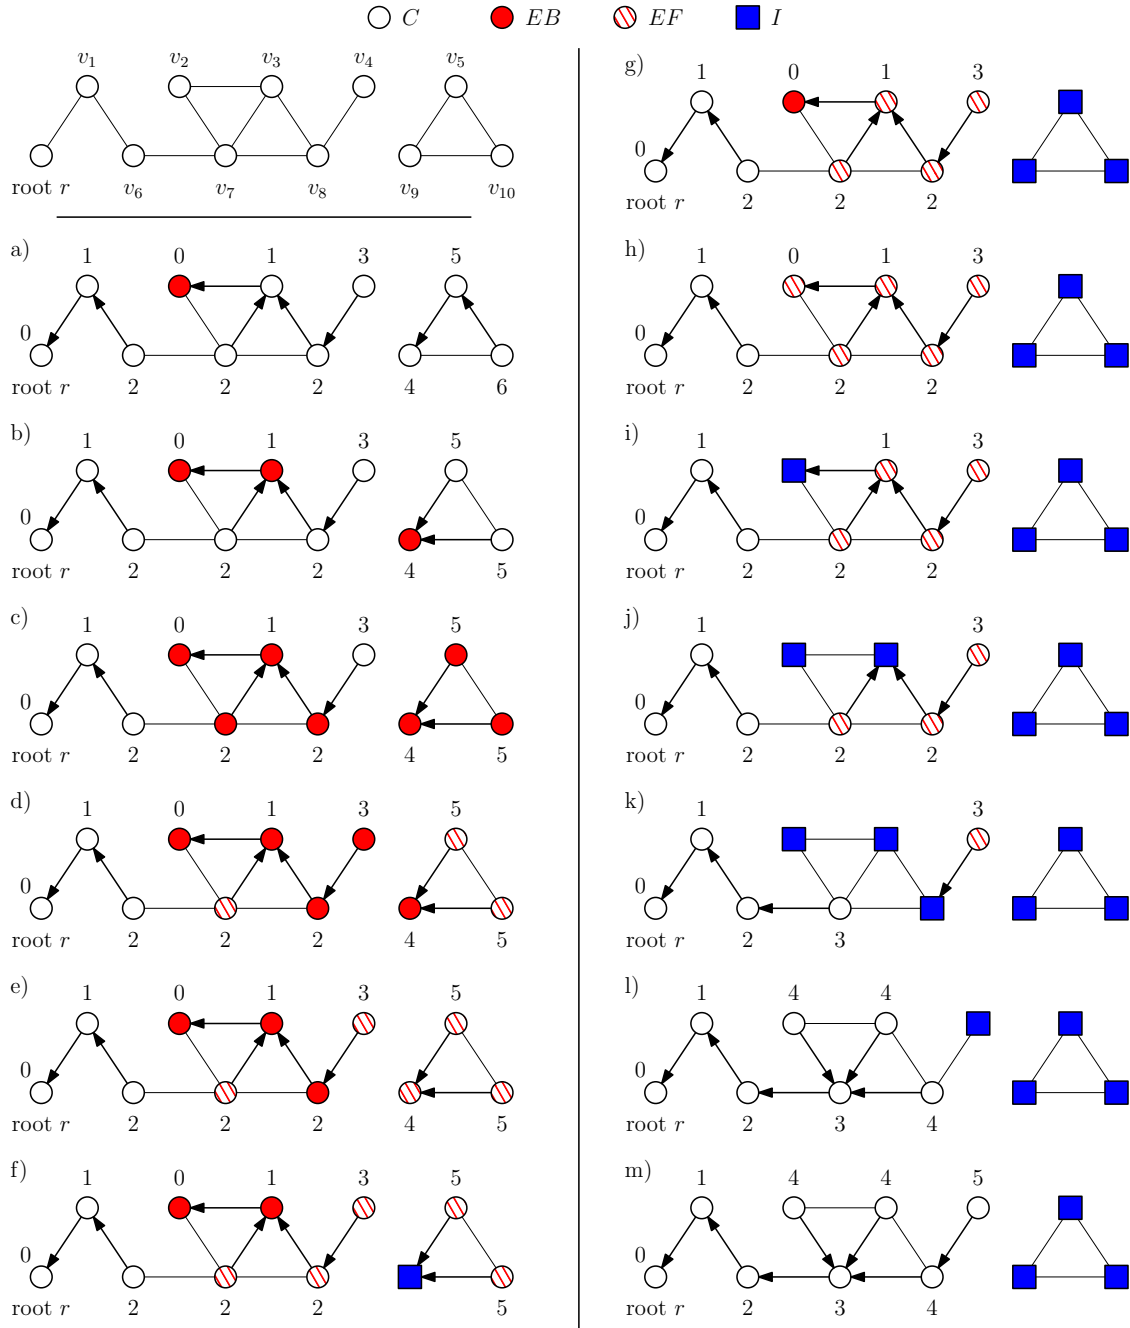 C EB EF I
v1 v2 v3 v4 v5
root r v6 v7 v8 v9 v10
a) 1 0 1 3 5
0
root r 2 2 2 4 6
b) 1 0 1 3 5
0
root r 2 2 2 4 5
c) 1 0 1 3 5
0
root r 2 2 2 4 5
d) 1 0 1 3 5
0
root r 2 2 2 4 5
e) 1 0 1 3 5
0
root r 2 2 2 4 5
f) 1 0 1 3 5
0
root r 2 2 2 5
g) 1 0 1 3
0
root r 2 2 2
h) 1 0 1 3
0
root r 2 2 2
i) 1 1 3
0
root r 2 2 2
j) 1 3
0
root r 2 2 2
k) 1 3
0
root r 2 3
l) 1 4 4
0
root r 2 3 4
m) 1 4 4 5
0
root r 2 3 4